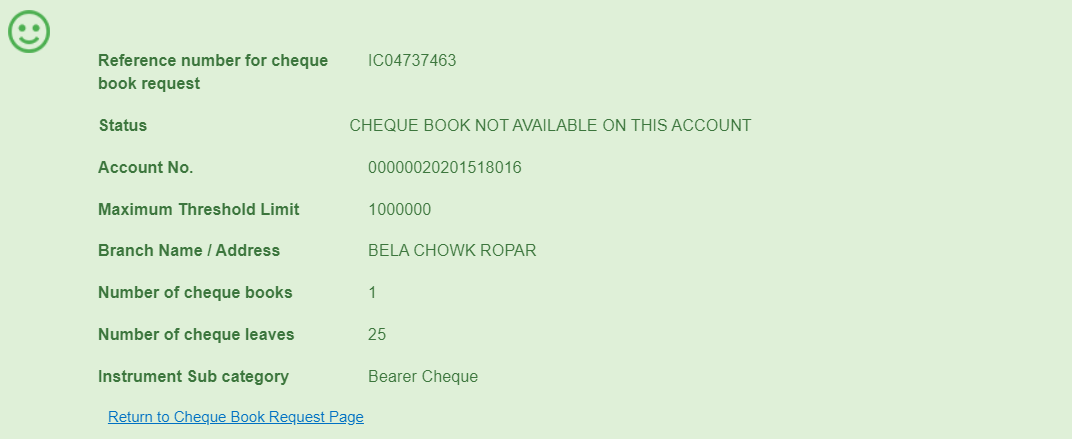 Reference number for cheque IC04737463
book request
Status CHEQUE BOOK NOT AVAILABLE ON THIS ACCOUNT
Account No. 00000020201518016
Maximum Threshold Limit 1000000
Branch Name / Address BELA CHOWK ROPAR
Number of cheque books 1
Number of cheque leaves 25
Instrument Sub category Bearer Cheque
Return to Cheque Book Request Page